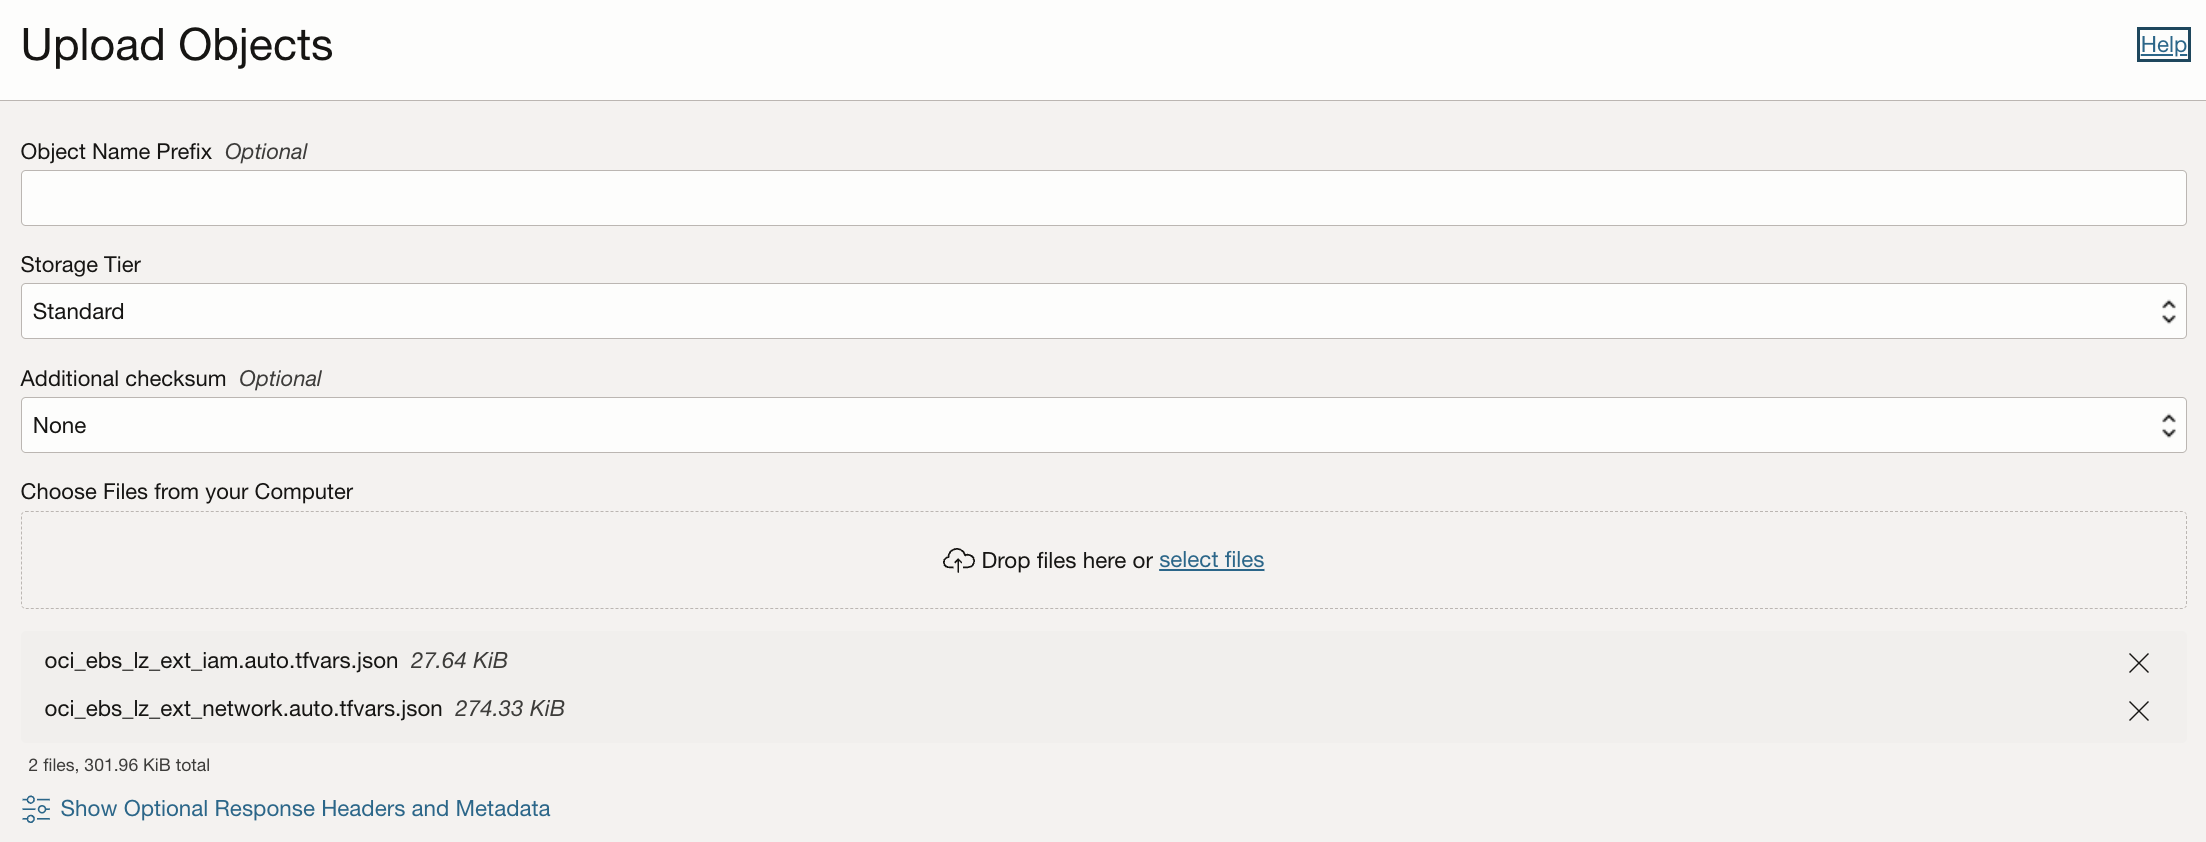 Upload Objects
Help
Object Name Prefix Optional
Storage Tier
Standard
Additional checksum Optional
None
Choose Files from your Computer
Drop files here or select files
oci_ebs_lz_ext_iam.auto.tfvars.json 27.64 KiB
oci_ebs_lz_ext_network.auto.tfvars.json 274.33 KiB
2 files, 301.96 KiB total
Show Optional Response Headers and Metadata